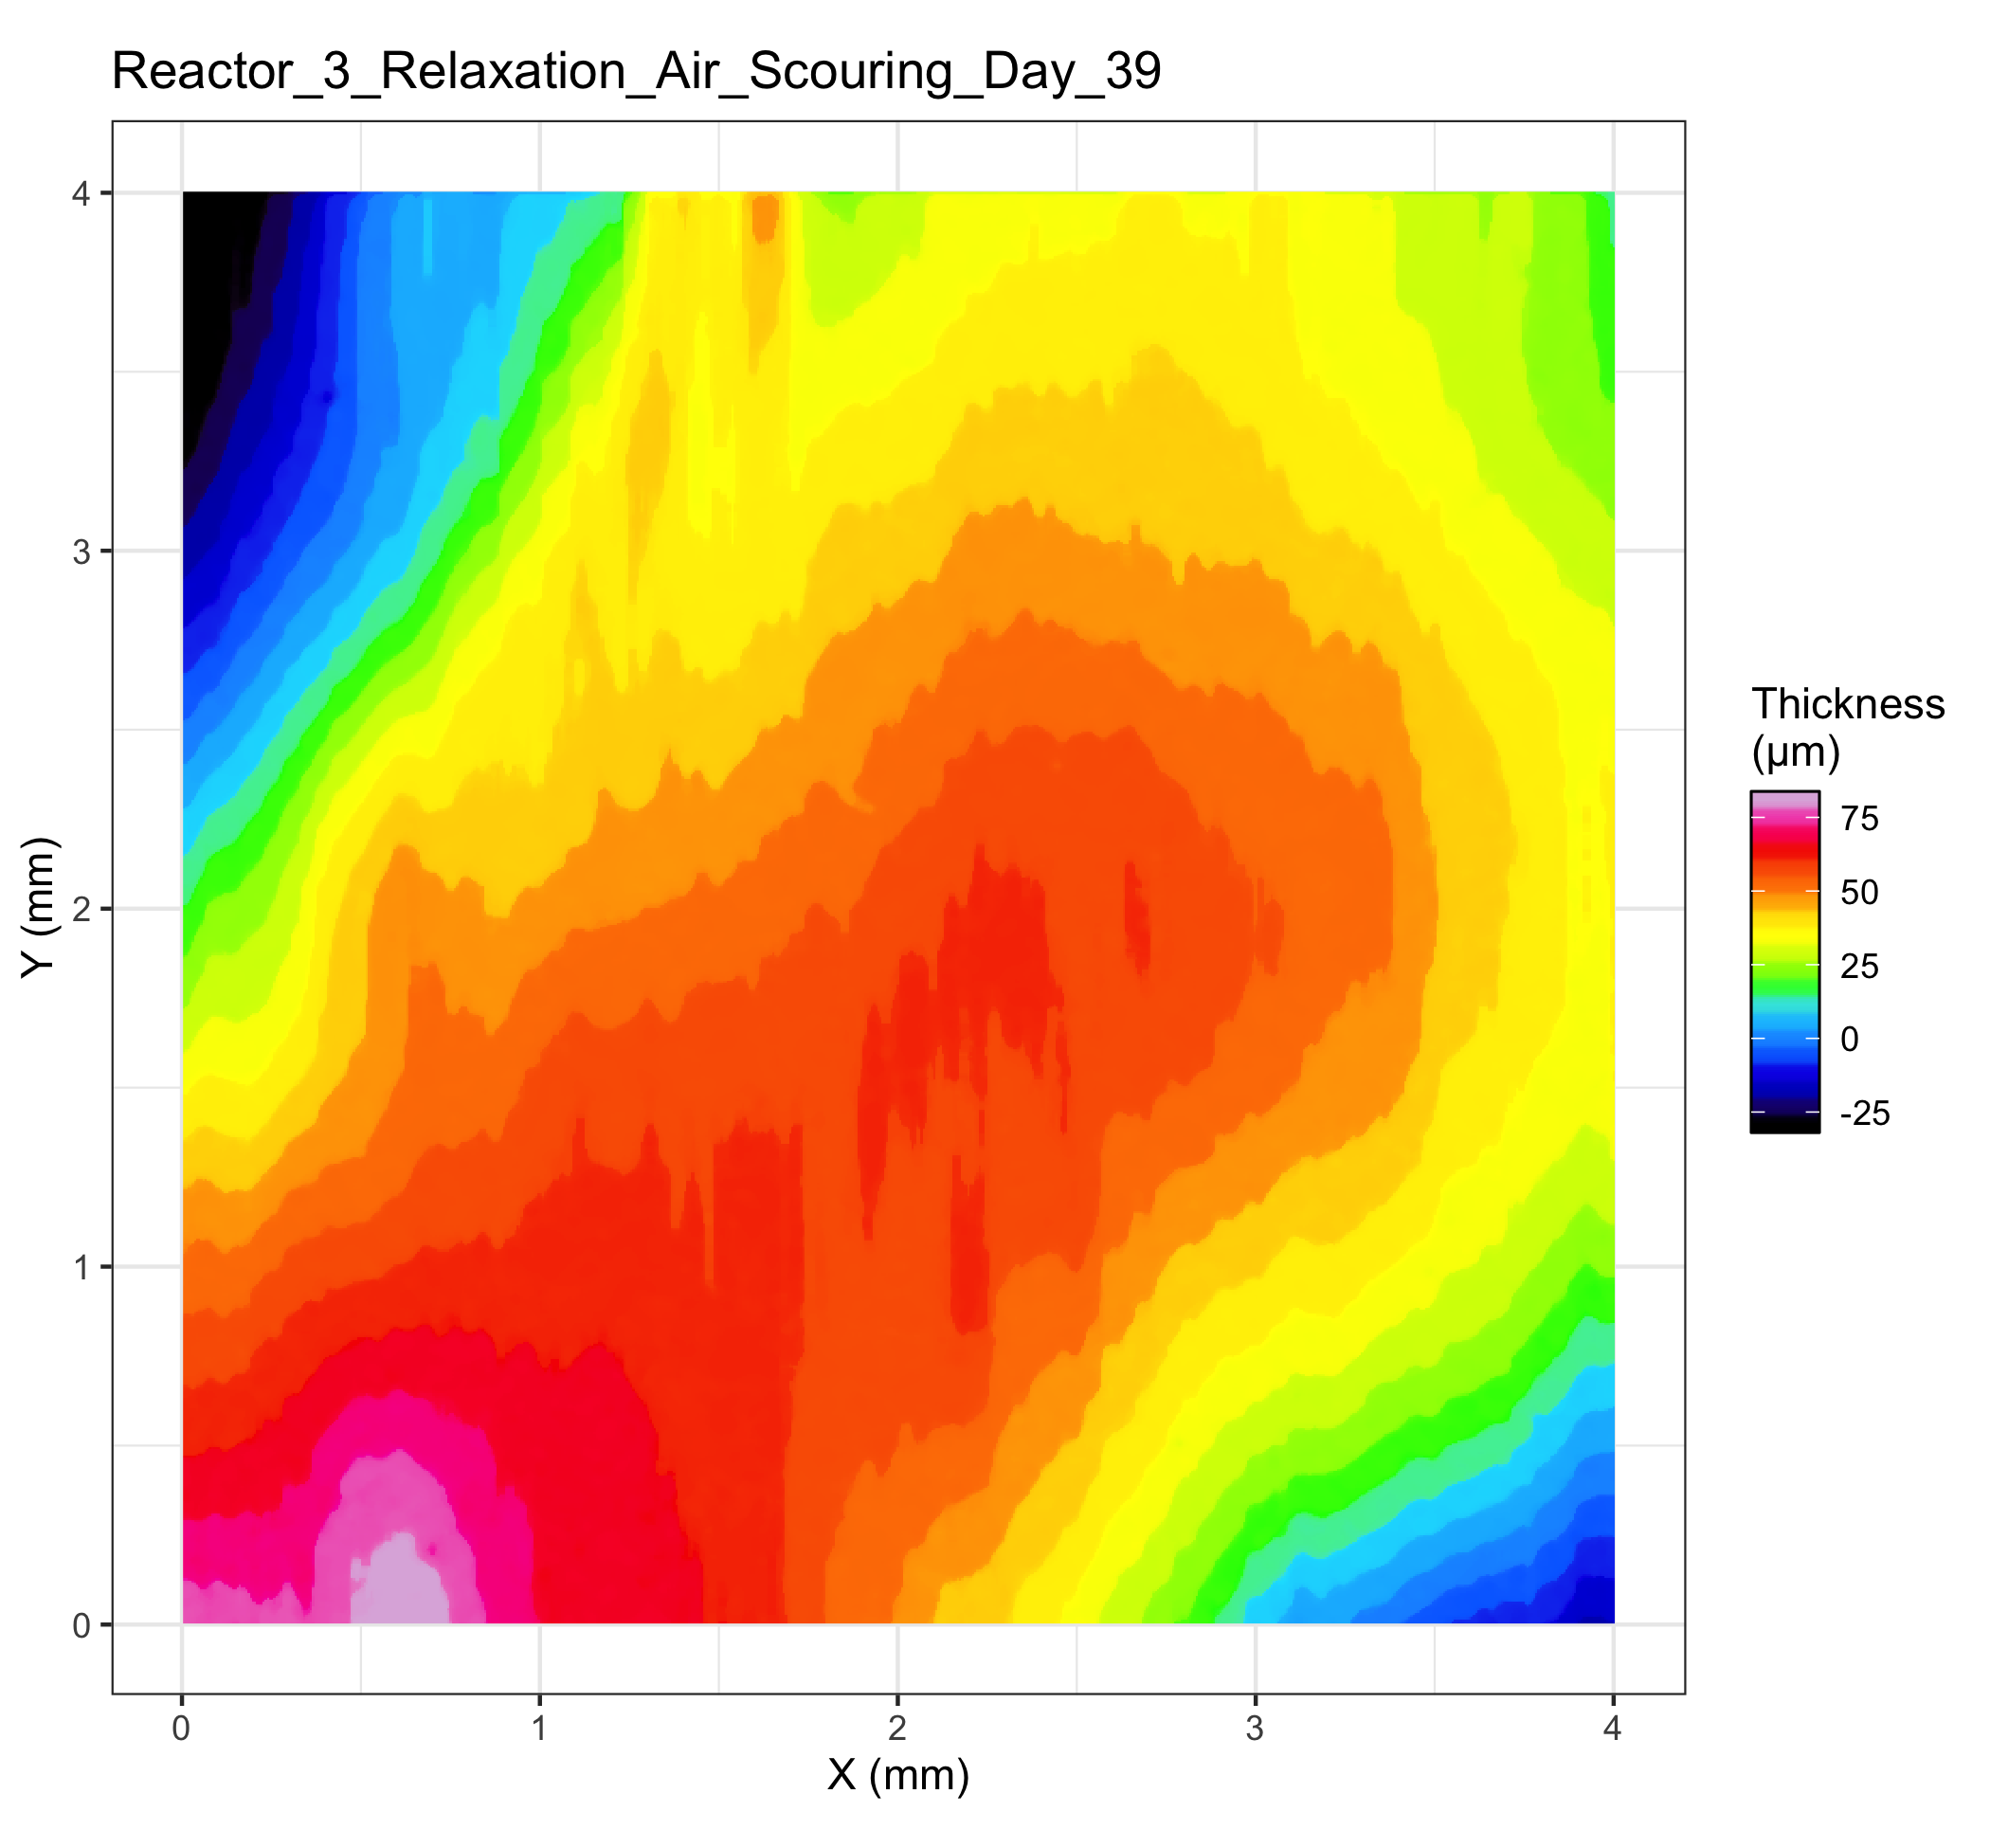 Reactor_3_Relaxation_Air_Scouring_Day_39
4
3
2
1
0
Y (mm)
0 1 2 3 4
X (mm)
Thickness
(µm)
75
50
25
0
-25